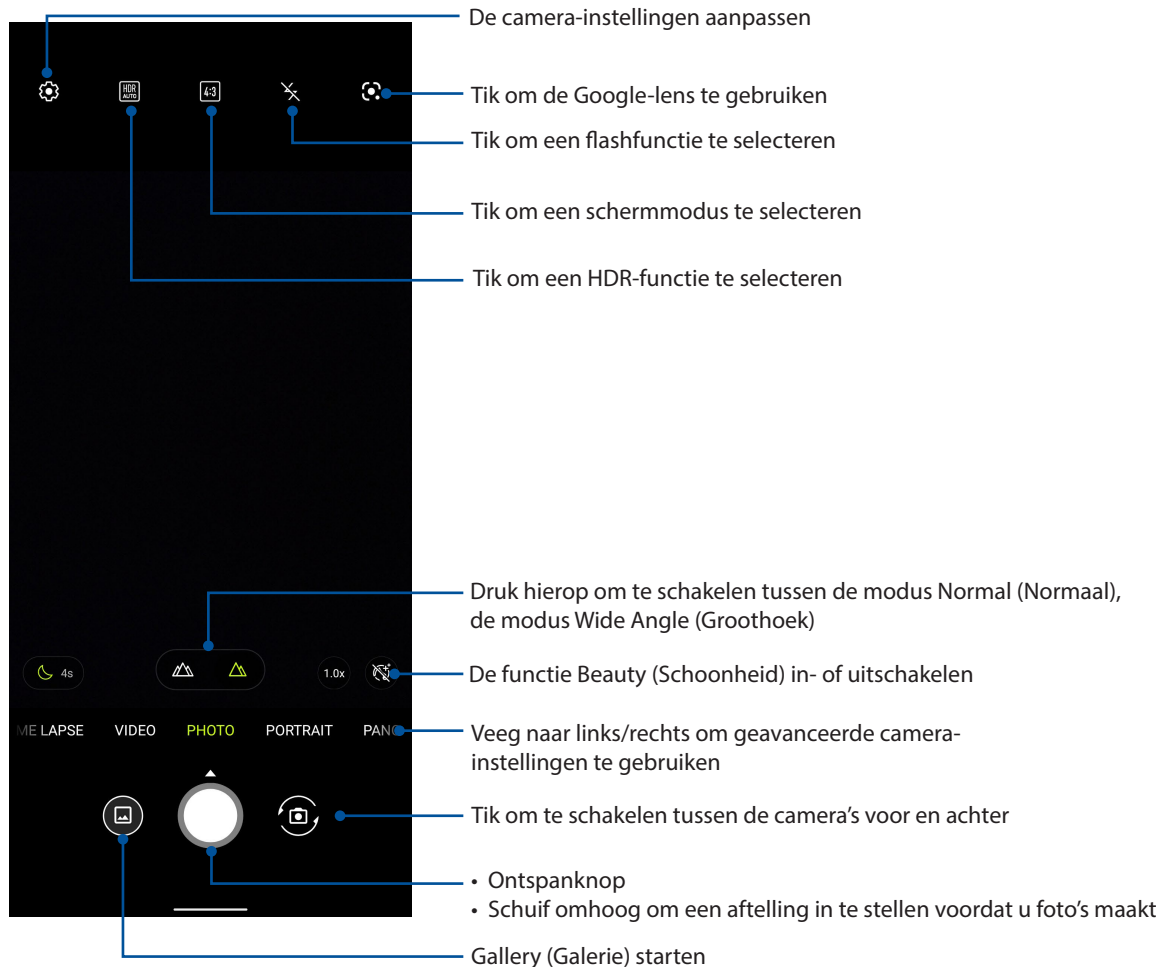 De camera-instellingen aanpassen
HDR
AUTO
4:3
Tik om de Google-lens te gebruiken
Tik om een flashfunctie te selecteren
Tik om een schermmodus te selecteren
Tik om een HDR-functie te selecteren
Druk hierop om te schakelen tussen de modus Normal (Normaal),
de modus Wide Angle (Groothoek)
4s
1.0x
De functie Beauty (Schoonheid) in- of uitschakelen
ME LAPSE VIDEO PHOTO PORTRAIT PANO
Veeg naar links/rechts om geavanceerde camera-
instellingen te gebruiken
Tik om te schakelen tussen de camera’s voor en achter
• Ontspanknop
• Schuif omhoog om een aftelling in te stellen voordat u foto’s maakt
Gallery (Galerie) starten